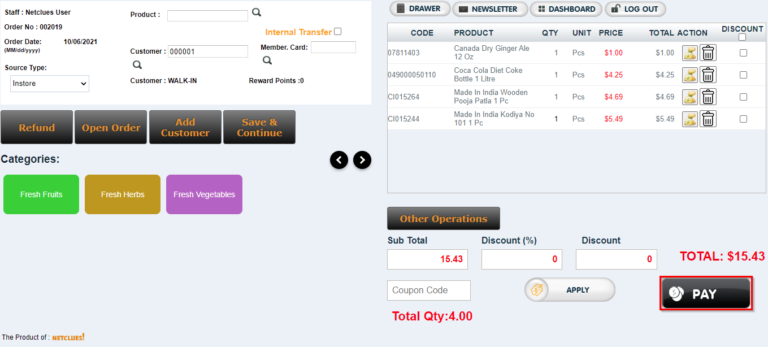 Staff : Netclues User
Product :
Order No : 002019
Internal Transfer
Order Date: 10/06/2021
(MM/dd/yyyy)
Customer : 000001
Member. Card:
Source Type:
Instore
Customer : WALK-IN
Reward Points :0
Refund
Open Order
Add Customer
Save & Continue
Categories:
Fresh Fruits
Fresh Herbs
Fresh Vegetables
The Product of : NETCLUES!
DRAWER
NEWSLETTER
DASHBOARD
LOG OUT
CODE PRODUCT QTY UNIT PRICE TOTAL ACTION DISCOUNT
07811403 Canada Dry Ginger Ale 1 Pcs $1.00 $1.00
12 Oz
049000050110 Coca Cola Diet Coke 1 Pcs $4.25 $4.25
Bottle 1 Litre
CI015264 Made In India Wooden 1 Pcs $4.69 $4.69
Pooja Patla 1 Pc
CI015244 Made In India Kodiya No 1 Pcs $5.49 $5.49
101 1 Pc
Other Operations
Sub Total Discount (%) Discount
15.43 0 0
TOTAL: $15.43
Coupon Code
APPLY
PAY
Total Qty:4.00